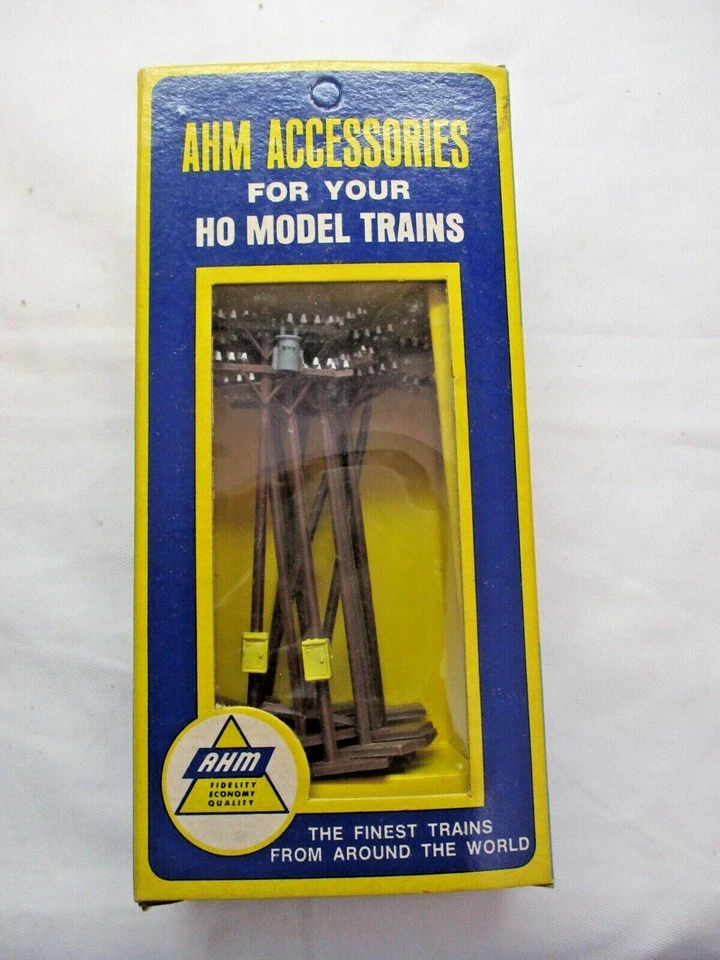 AHM ACCESSORIES
FOR YOUR
HO MODEL TRAINS
AHM
FIDELITY
ECONOMY
QUALITY
THE FINEST TRAINS
FROM AROUND THE WORLD